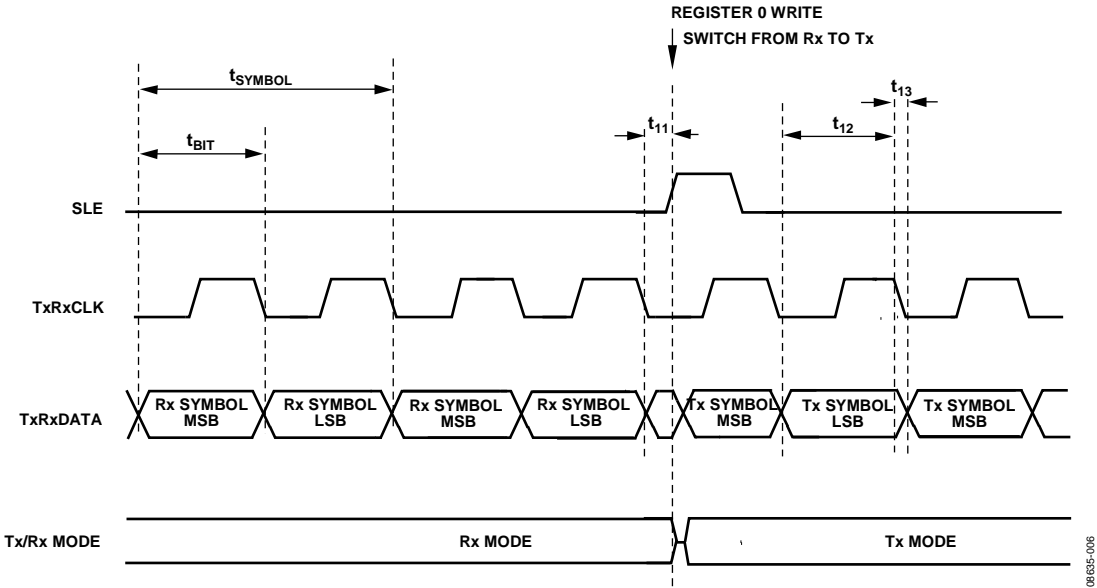 REGISTER 0 WRITE
SWITCH FROM Rx TO Tx
tSYMBOL
t13
t11
t12
tBIT
SLE
TxRxCLK
TxRxDATA
Rx SYMBOL
MSB
Rx SYMBOL
LSB
Rx SYMBOL
MSB
Rx SYMBOL
LSB
Tx SYMBOL
MSB
Tx SYMBOL
LSB
Tx SYMBOL
MSB
Tx/Rx MODE
Rx MODE
Tx MODE
08635-006